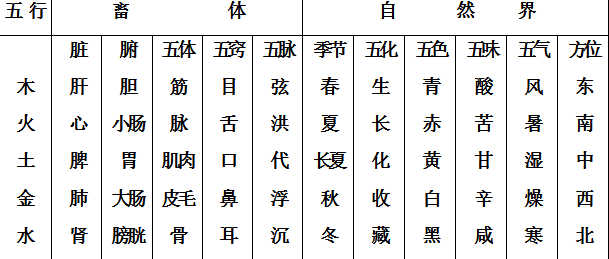 五行 畜体 自然界
脏 腑 五体 五窍 五脉 季节 五化 五色 五味 五气 方位
木 肝 胆 筋 目 弦 春 生 青 酸 风 东
火 心 小肠 脉 舌 洪 夏 长 赤 苦 暑 南
土 脾 胃 肌肉 口 代 长夏 化 黄 甘 湿 中
金 肺 大肠 皮毛 鼻 浮 秋 收 白 辛 燥 西
水 肾 膀胱 骨 耳 沉 冬 藏 黑 咸 寒 北